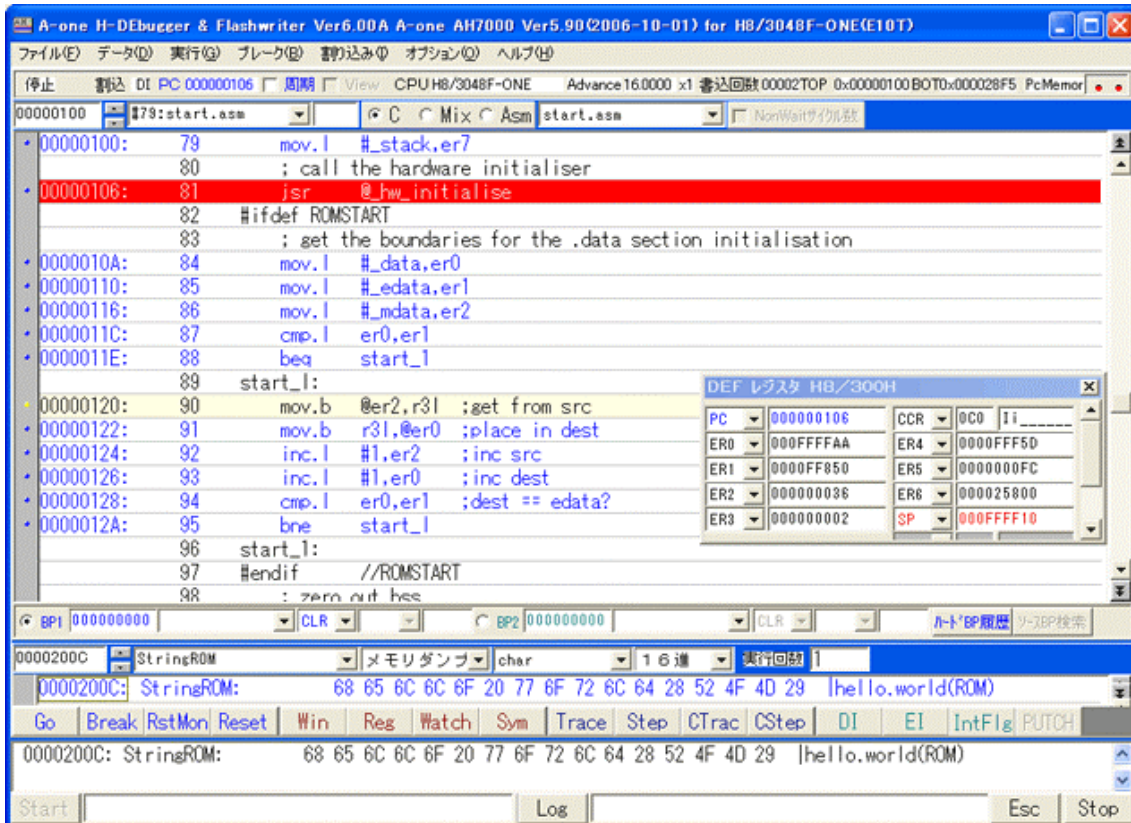 A-one H-DEbugger & Flashwriter Ver6.00A A-one AH7000 Ver5.90(2006-10-01) for H8/3048F-ONE(E10T)
ファイル(F) データ(D) 実行(G) ブレーク(B) 割り込み(I) オプション(O) ヘルプ(H)
停止 割込 DI PC 000000106 周期 View CPU H8/3048F-ONE Advance 16.0000 x1 書込回数 00002 TOP 0x00000100 BOT0x000028F5 PcMemor
00000100 #79:start.asm C Mix Asm start.asm NonWaitサイクル数
00000100: 79 mov.l #_stack,er7
80 ; call the hardware initialiser
00000106: 81 jsr @_hw_initialise
82 #ifdef ROMSTART
83 ; get the boundaries for the .data section initialisation
0000010A: 84 mov.l #_data,er0
00000110: 85 mov.l #_edata,er1
00000116: 86 mov.l #_mdata,er2
0000011C: 87 cmp.l er0,er1
0000011E: 88 beq start_1
89 start_l:
00000120: 90 mov.b @er2,r3l ;get from src
00000122: 91 mov.b r3l,@er0 ;place in dest
00000124: 92 inc.l #1,er2 ;inc src
00000126: 93 inc.l #1,er0 ;inc dest
00000128: 94 cmp.l er0,er1 ;dest == edata?
0000012A: 95 bne start_l
96 start_1:
97 #endif //ROMSTART
98 ; zero out bss
DEF レジスタ H8/300H
PC 000000106 CCR 0C0 Ii______
ER0 000FFFFAA ER4 0000FFF5D
ER1 0000FF850 ER5 0000000FC
ER2 000000036 ER6 000025800
ER3 000000002 SP 000FFFF10
BP1 000000000 CLR BP2 000000000 CLR ハードBP履歴 ソースBP検索
0000200C StringROM メモリダンプ char 16進 実行回数 1
0000200C: StringROM: 68 65 6C 6C 6F 20 77 6F 72 6C 64 28 52 4F 4D 29 |hello.world(ROM)
Go Break RstMon Reset Win Reg Watch Sym Trace Step CTrac CStep DI EI IntFlg PUTCH
0000200C: StringROM: 68 65 6C 6C 6F 20 77 6F 72 6C 64 28 52 4F 4D 29 |hello.world(ROM)
Start Log Esc Stop